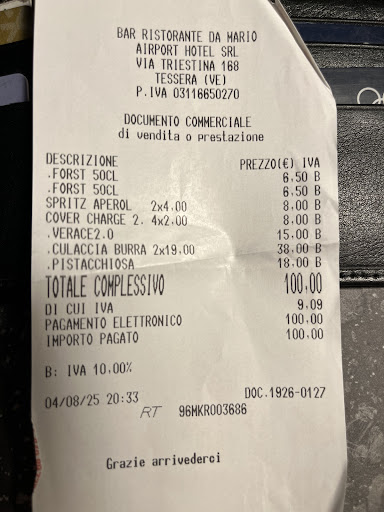 BAR RISTORANTE DA MARIO
AIRPORT HOTEL SRL
VIA TRIESTINA 168
TESSERA (VE)
P.IVA 03116650270
DOCUMENTO COMMERCIALE
di vendita o prestazione
DESCRIZIONE PREZZO(€) IVA
.FORST 50CL 6,50 B
.FORST 50CL 6,50 B
SPRITZ APEROL 2x4,00 8,00 B
COVER CHARGE 2. 4x2,00 8,00 B
.VERACE2.0 15,00 B
.CULACCIA BURRA 2x19,00 38,00 B
.PISTACCHIOSA 18,00 B
TOTALE COMPLESSIVO 100,00
DI CUI IVA 9,09
PAGAMENTO ELETTRONICO 100,00
IMPORTO PAGATO 100,00
B: IVA 10,00%
04/08/25 20:33 DOC.1926-0127
RT 96MKR003686
Grazie arrivederci